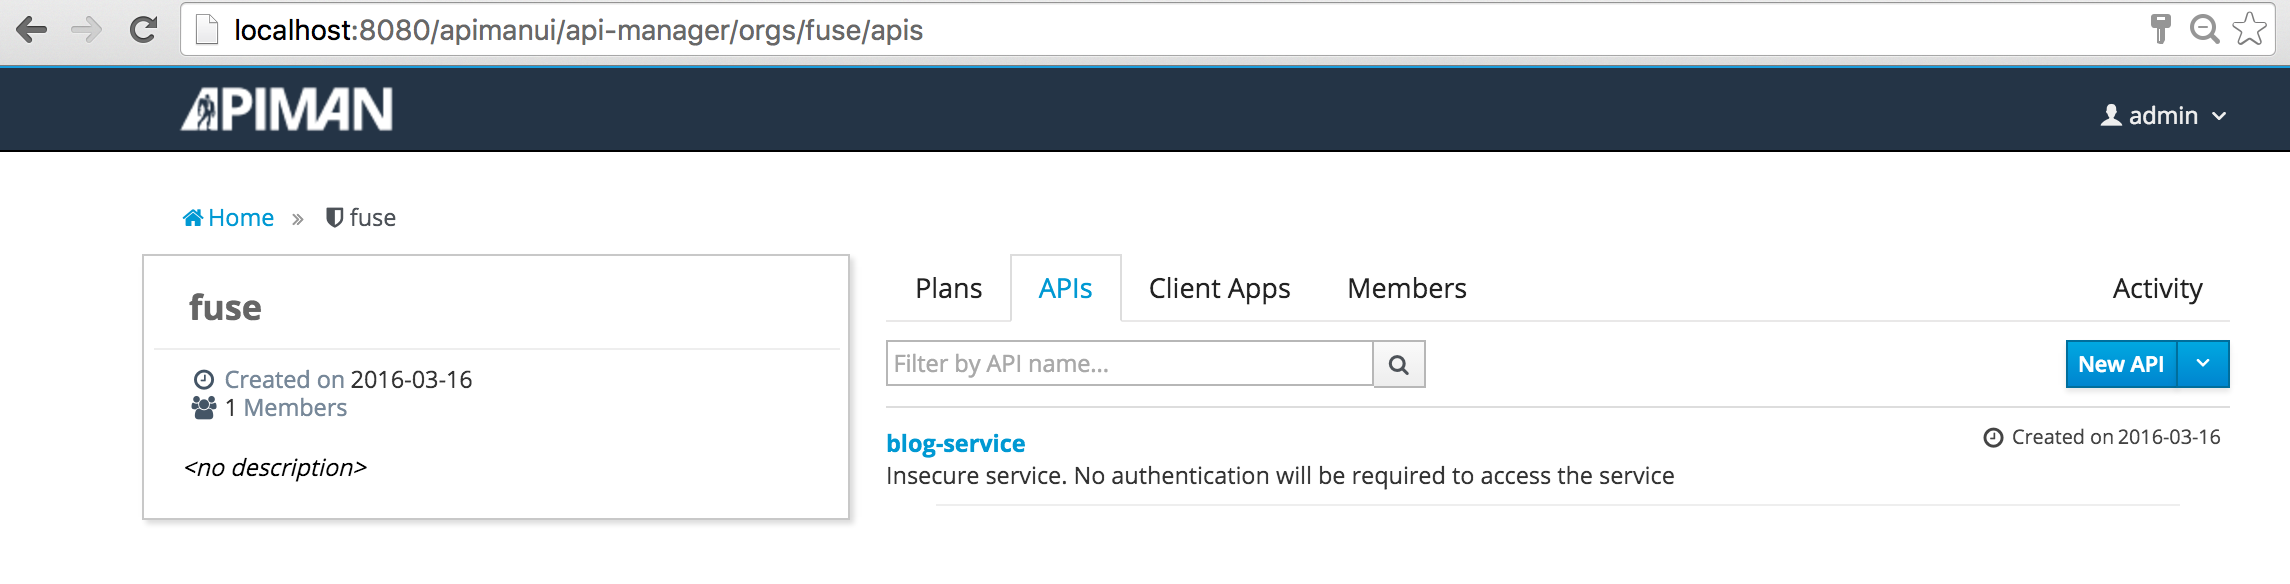 localhost:8080/apimanui/api-manager/orgs/fuse/apis
APIMAN
admin
Home » fuse
fuse
Created on 2016-03-16
1 Members
<no description>
Plans APIs Client Apps Members Activity
Filter by API name...
New API
blog-service
Created on 2016-03-16
Insecure service. No authentication will be required to access the service